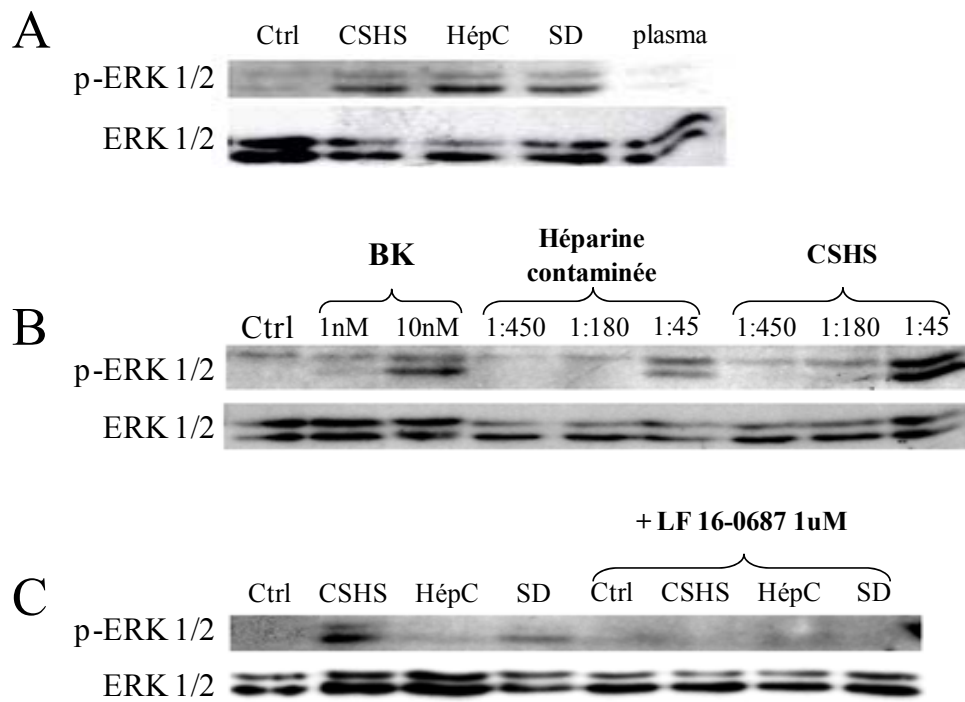 A
Ctrl CSHS HépC SD plasma
p-ERK 1/2
ERK 1/2
B
BK
Héparine
contaminée
CSHS
Ctrl 1nM 10nM 1:450 1:180 1:45 1:450 1:180 1:45
p-ERK 1/2
ERK 1/2
+ LF 16-0687 1uM
C
Ctrl CSHS HépC SD Ctrl CSHS HépC SD
p-ERK 1/2
ERK 1/2